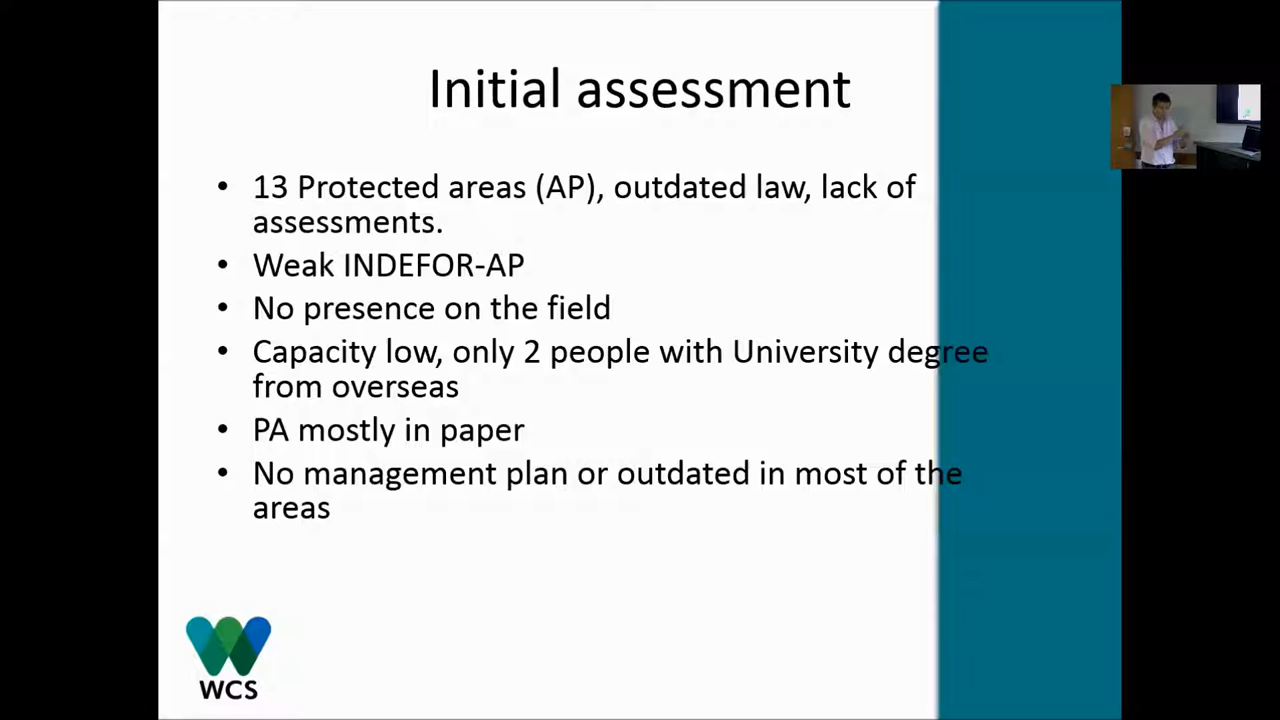 Initial assessment
• 13 Protected areas (AP), outdated law, lack of
assessments.
• Weak INDEFOR-AP
• No presence on the field
• Capacity low, only 2 people with University degree
from overseas
• PA mostly in paper
• No management plan or outdated in most of the
areas
WCS